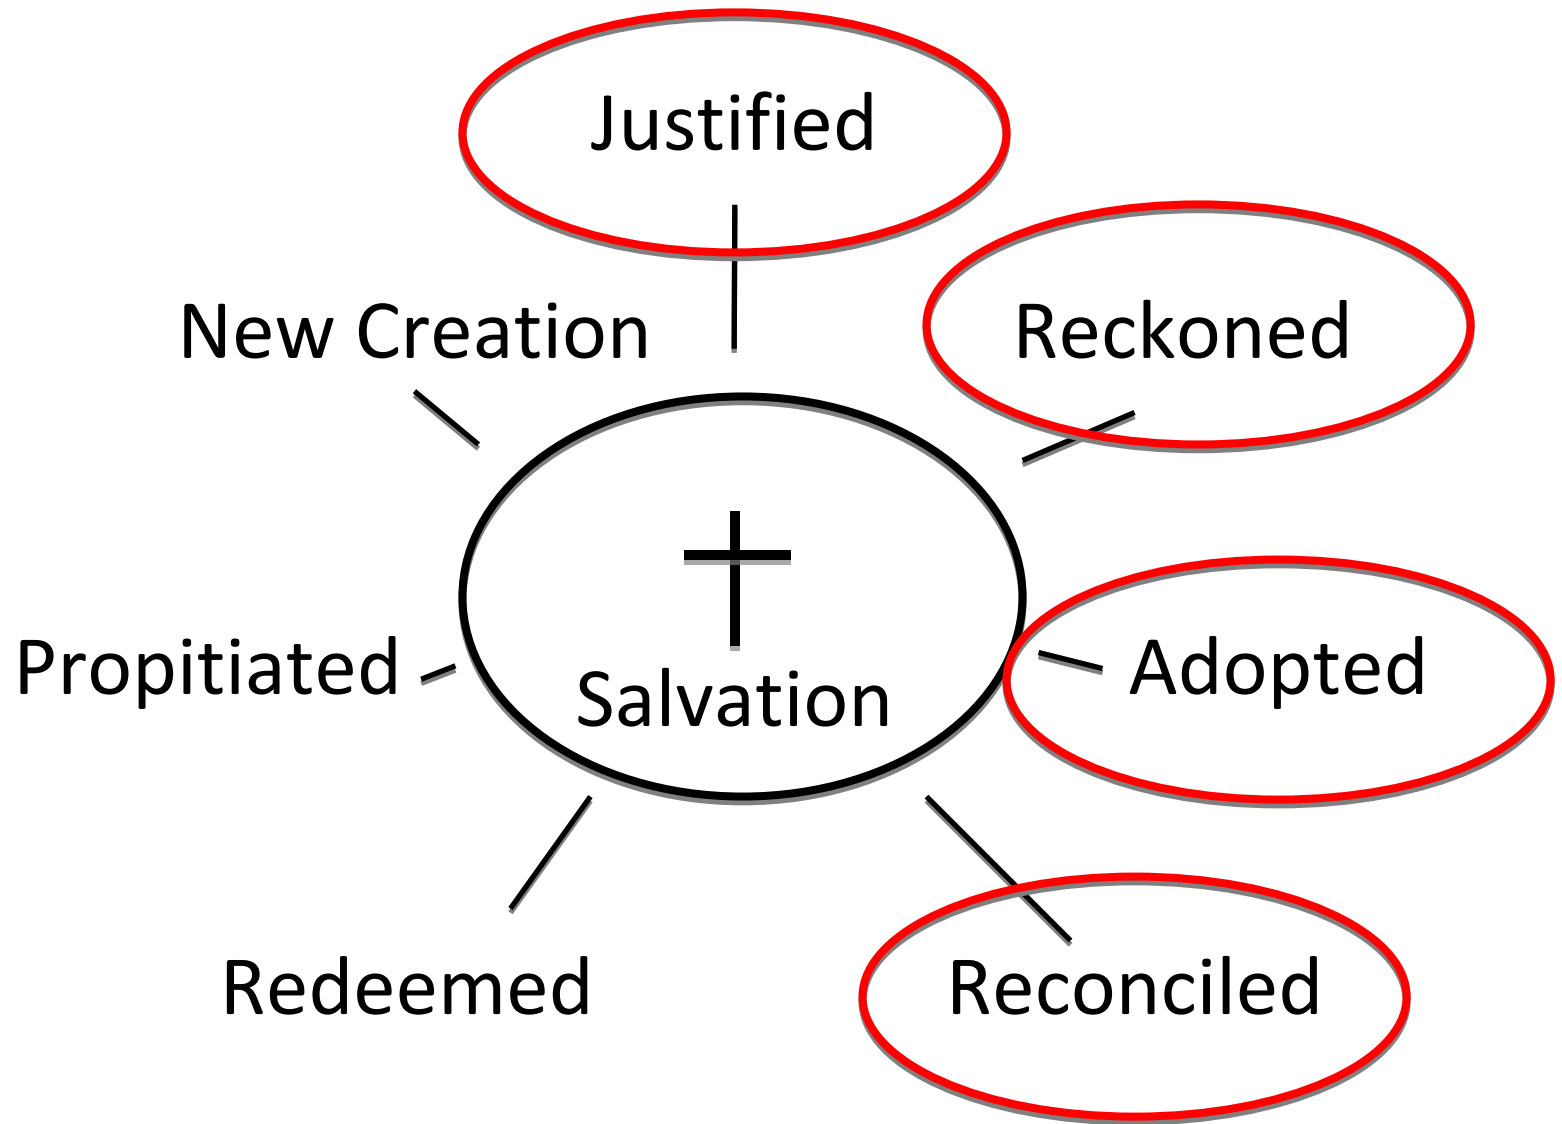 Justified
New Creation
Reckoned
Salvation
Propitiated
Adopted
Redeemed
Reconciled